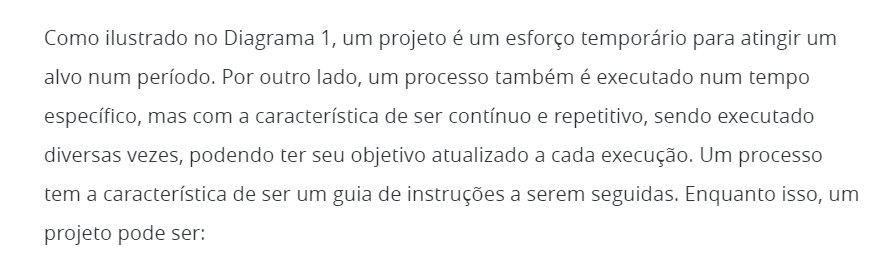 Como ilustrado no Diagrama 1, um projeto é um esforço temporário para atingir um
alvo num período. Por outro lado, um processo também é executado num tempo
específico, mas com a característica de ser contínuo e repetitivo, sendo executado
diversas vezes, podendo ter seu objetivo atualizado a cada execução. Um processo
tem a característica de ser um guia de instruções a serem seguidas. Enquanto isso, um
projeto pode ser: